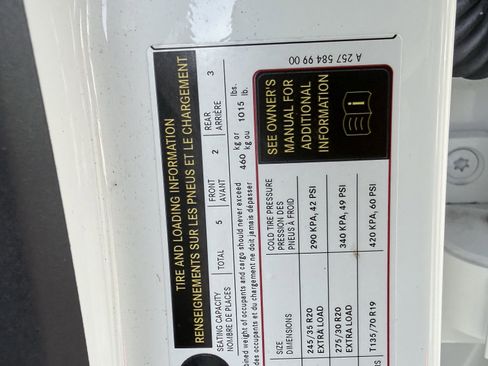 TIRE AND LOADING INFORMATION
RENSEIGNEMENTS SUR LES PNEUS ET LE CHARGEMENT
SEATING CAPACITY
NOMBRE DE PLACES
TOTAL 5
FRONT
AVANT
2
REAR
ARRIÈRE
3
bined weight of occupants and cargo should never exceed
des occupants et du chargement ne doit jamais dépasser
460 kg or
kg ou
1015 lbs.
lb.
SIZE
DIMENSIONS
COLD TIRE PRESSURE
PRESSION DES
PNEUS À FROID
245/35 R20
EXTRA LOAD
290 KPA, 42 PSI
275/30 R20
EXTRA LOAD
340 KPA, 49 PSI
T135/70 R19
420 KPA, 60 PSI
SEE OWNER'S
MANUAL FOR
ADDITIONAL
INFORMATION
A 257 584 99 00